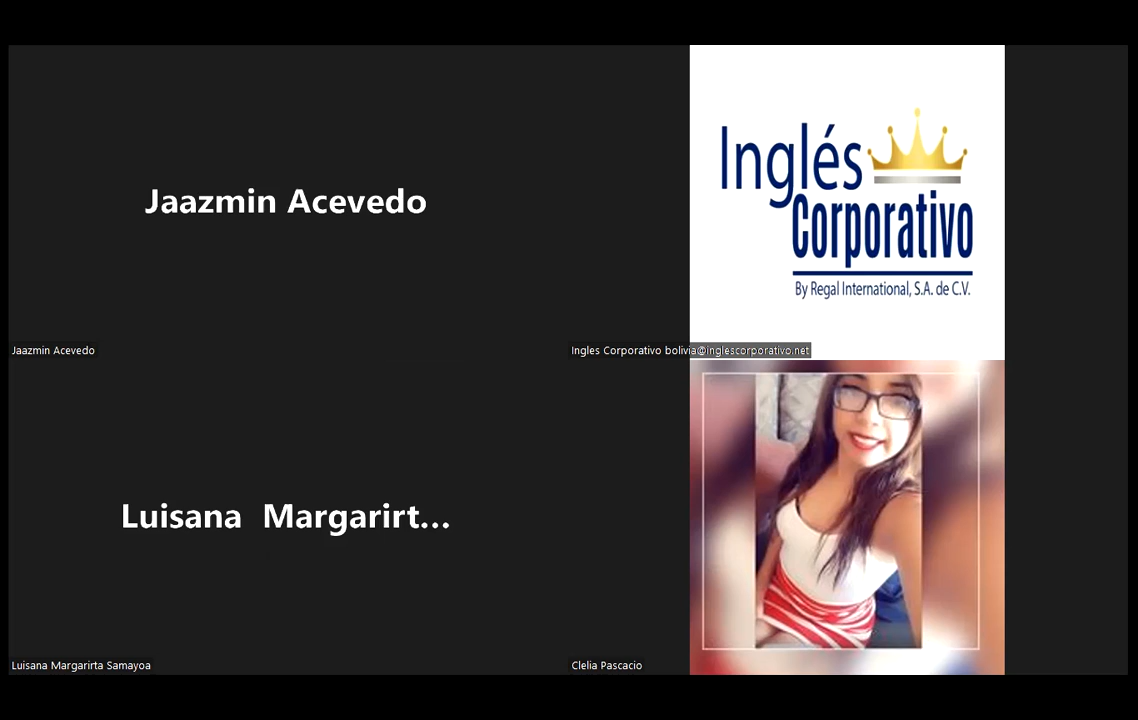 Jaazmin Acevedo
Inglés
Corporativo
By Regal International, S.A. de C.V.
Jaazmin Acevedo
Ingles Corporativo bolivia@inglescorporativo.net
Luisana Margarirt...
Luisana Margarirta Samayoa
Clelia Pascacio